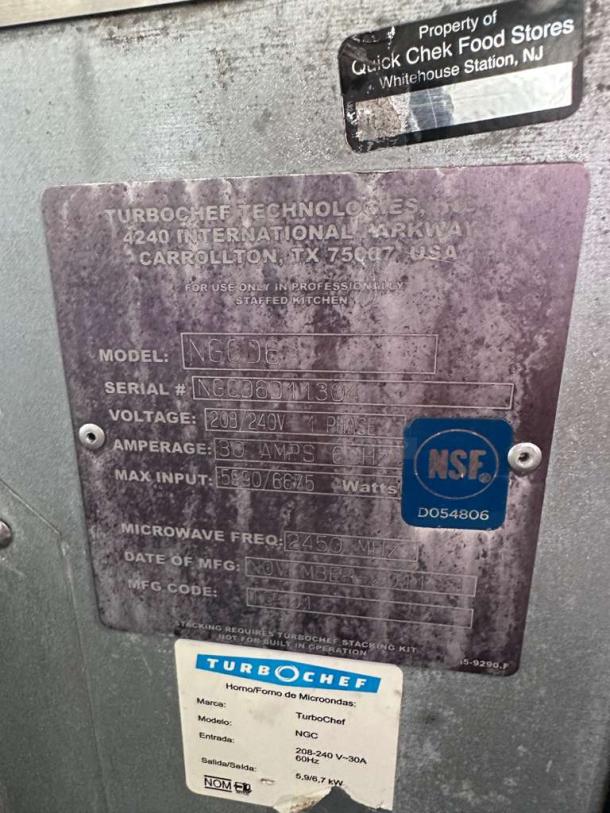 Property of
Quick Chek Food Stores
Whitehouse Station, NJ
TURBOCHEF TECHNOLOGIES,
4240 INTERNATIONAL PARKWAY
CARROLLTON, TX 75007 USA
FOR USE ONLY IN PROFESSIONALLY
STAFFED KITCHEN
MODEL:
SERIAL #
VOLTAGE: 208/240V 1 PHASE
AMPERAGE: 30 AMPS
MAX INPUT: 5990/6675 Watts
NSF®
D054806
MICROWAVE FREQ: 2450 MHZ
DATE OF MFG: NOVEMBER
MFG CODE:
STACKING REQUIRES TURBOCHEF STACKING KIT
NOT FOR BUILT IN OPERATION
TURBOCHEF
Horno/Forno de Microondas:
Marca: TurboChef
Modelo: NGC
Entrada: 208-240 V~30A
60Hz
Salida/Saída: 5,9/6,7 kW
NOM